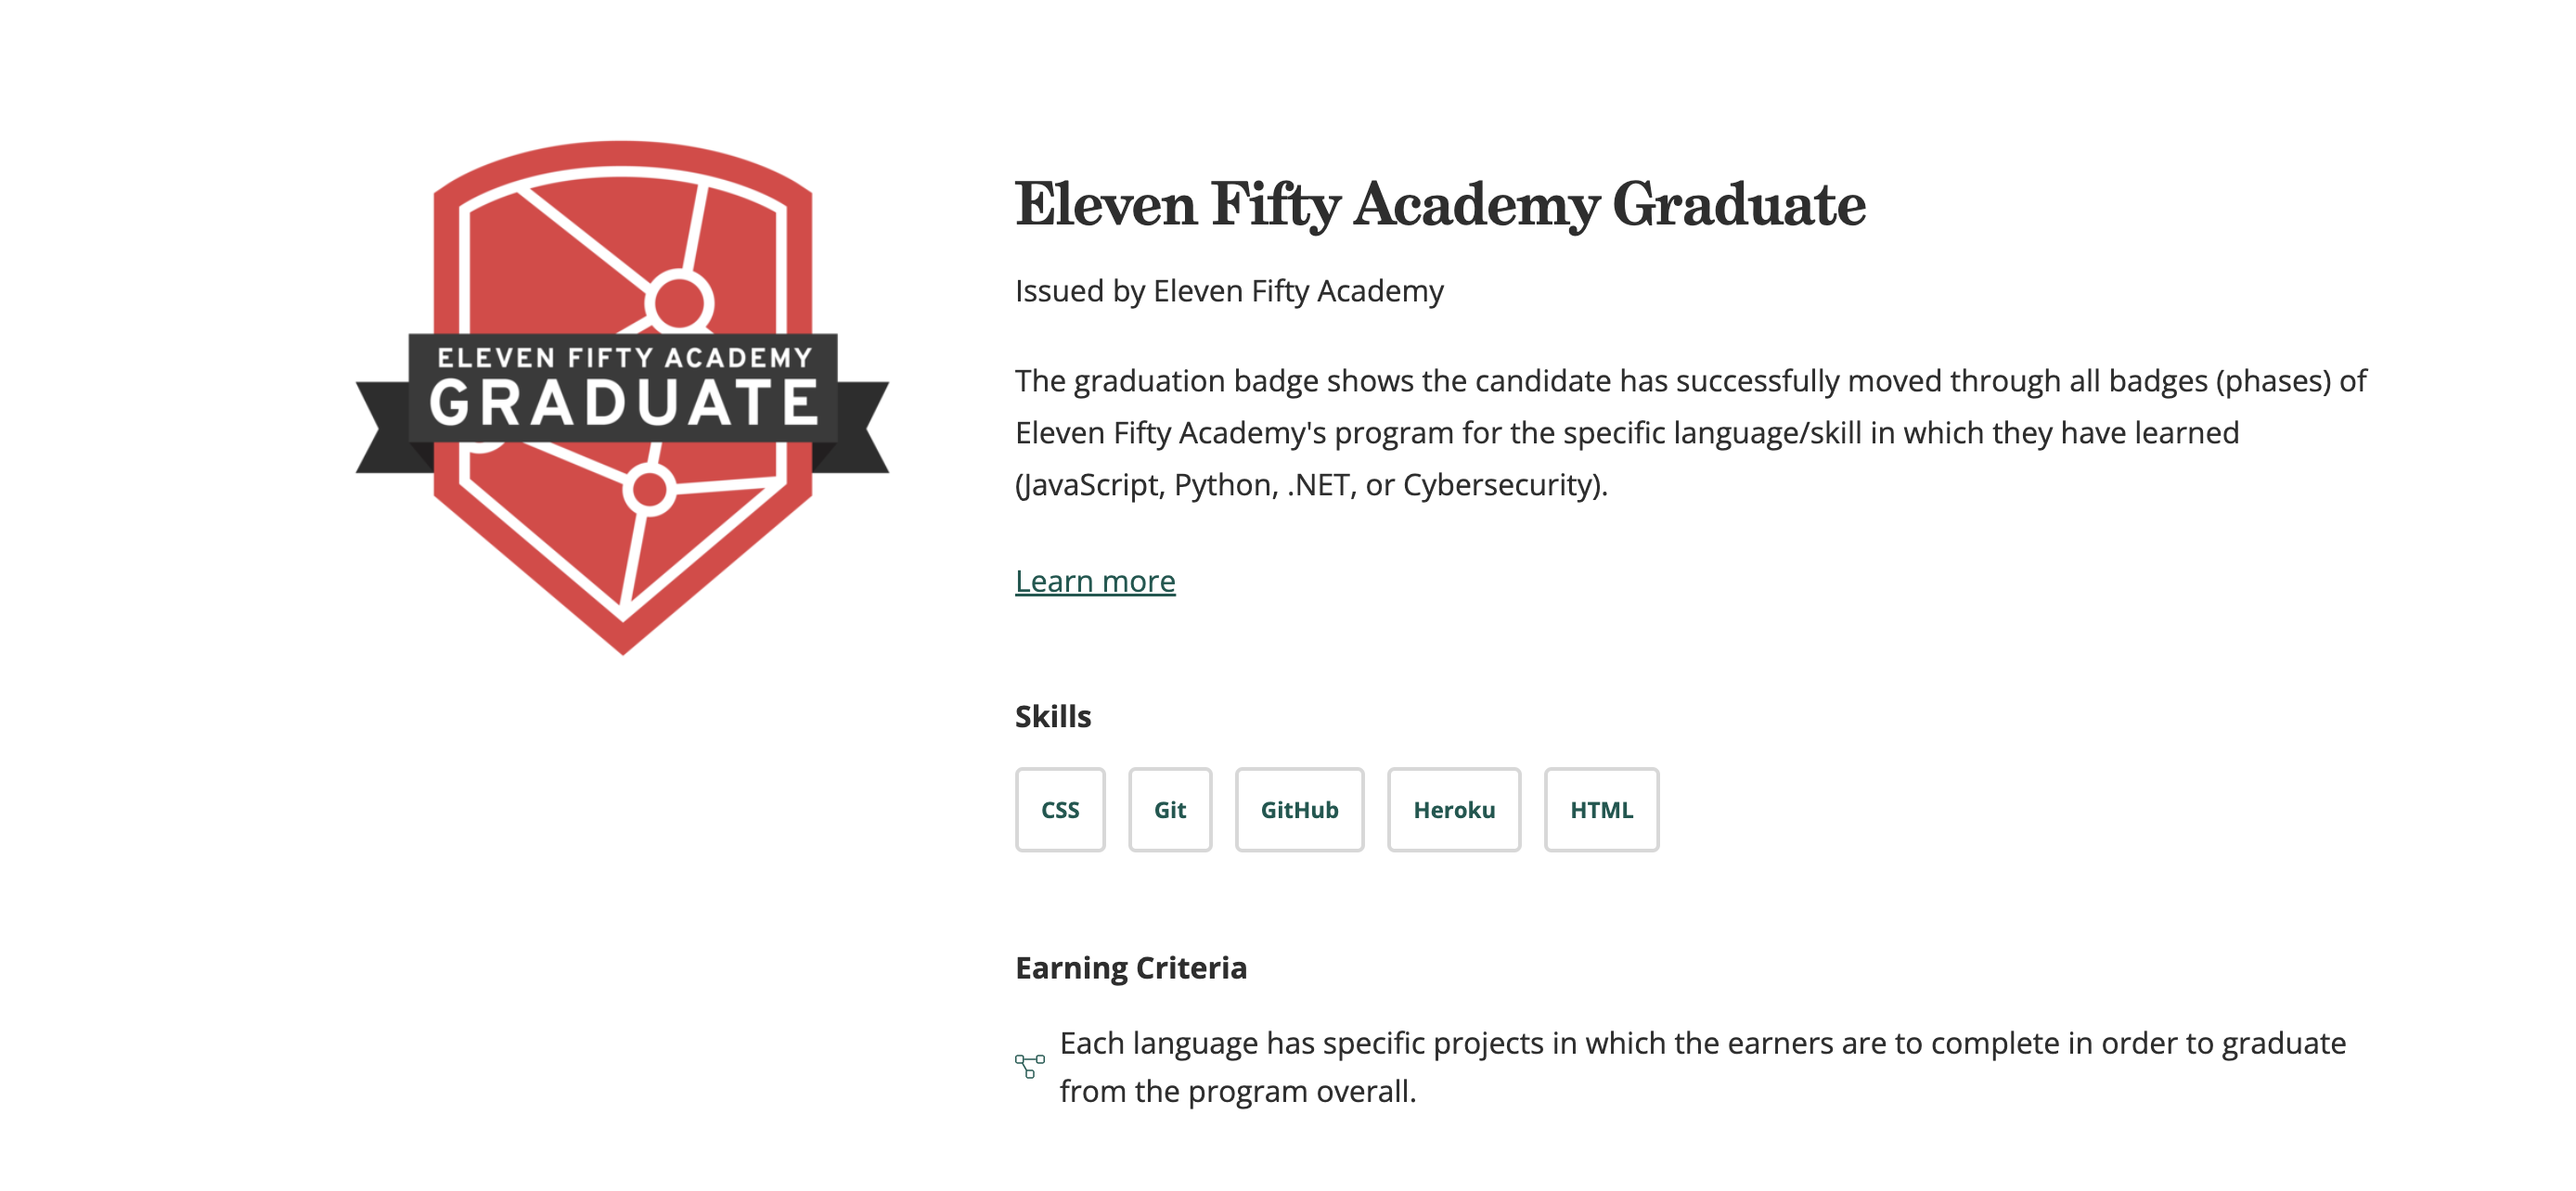 ELEVEN FIFTY ACADEMY
GRADUATE
Eleven Fifty Academy Graduate
Issued by Eleven Fifty Academy
The graduation badge shows the candidate has successfully moved through all badges (phases) of
Eleven Fifty Academy's program for the specific language/skill in which they have learned
(JavaScript, Python, .NET, or Cybersecurity).
Learn more
Skills
CSS Git GitHub Heroku HTML
Earning Criteria
Each language has specific projects in which the earners are to complete in order to graduate
from the program overall.